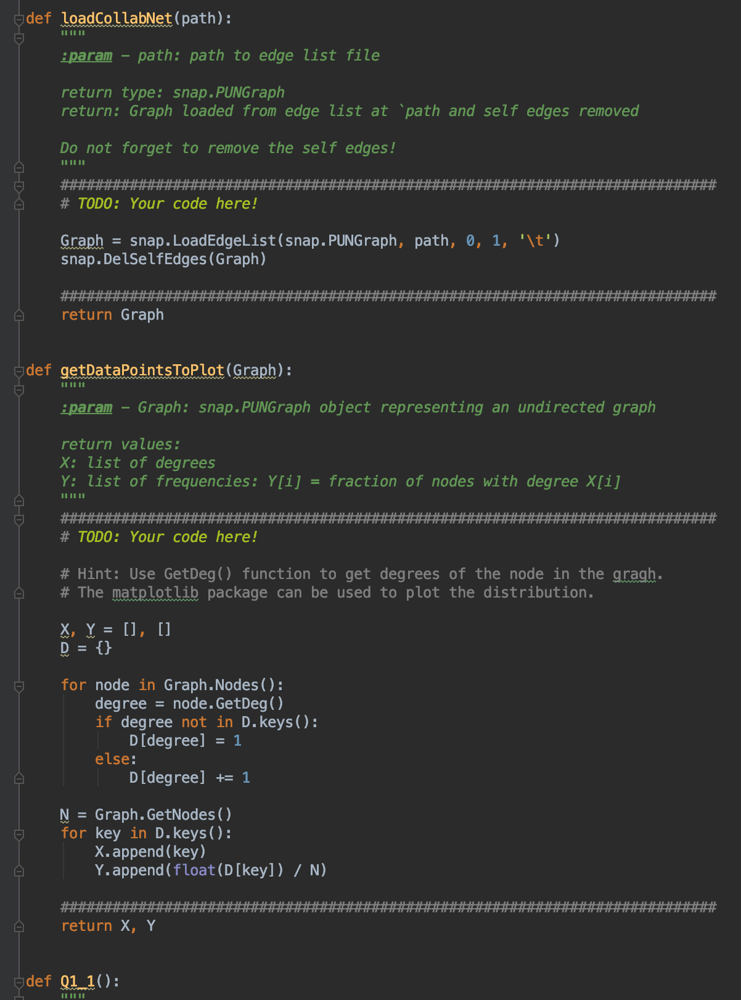 def loadCollabNet(path):
    """
    :param - path: path to edge list file

    return type: snap.PUNGraph
    return: Graph loaded from edge list at `path and self edges removed

    Do not forget to remove the self edges!
    """
    ############################################################################
    # TODO: Your code here!

    Graph = snap.LoadEdgeList(snap.PUNGraph, path, 0, 1, '\t')
    snap.DelSelfEdges(Graph)

    ############################################################################
    return Graph


def getDataPointsToPlot(Graph):
    """
    :param - Graph: snap.PUNGraph object representing an undirected graph

    return values:
    X: list of degrees
    Y: list of frequencies: Y[i] = fraction of nodes with degree X[i]
    """
    ############################################################################
    # TODO: Your code here!

    # Hint: Use GetDeg() function to get degrees of the node in the gragh.
    # The matplotlib package can be used to plot the distribution.

    X, Y = [], []
    D = {}

    for node in Graph.Nodes():
        degree = node.GetDeg()
        if degree not in D.keys():
            D[degree] = 1
        else:
            D[degree] += 1

    N = Graph.GetNodes()
    for key in D.keys():
        X.append(key)
        Y.append(float(D[key]) / N)

    ############################################################################
    return X, Y


def Q1_1():
    """